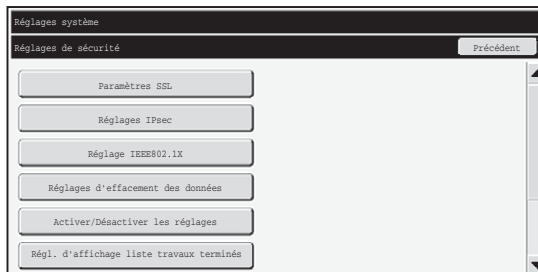 Réglages système
Réglages de sécurité
Précédent
Paramètres SSL
Réglages IPsec
Réglage IEEE802.1X
Réglages d'effacement des données
Activer/Désactiver les réglages
Régl. d'affichage liste travaux terminés